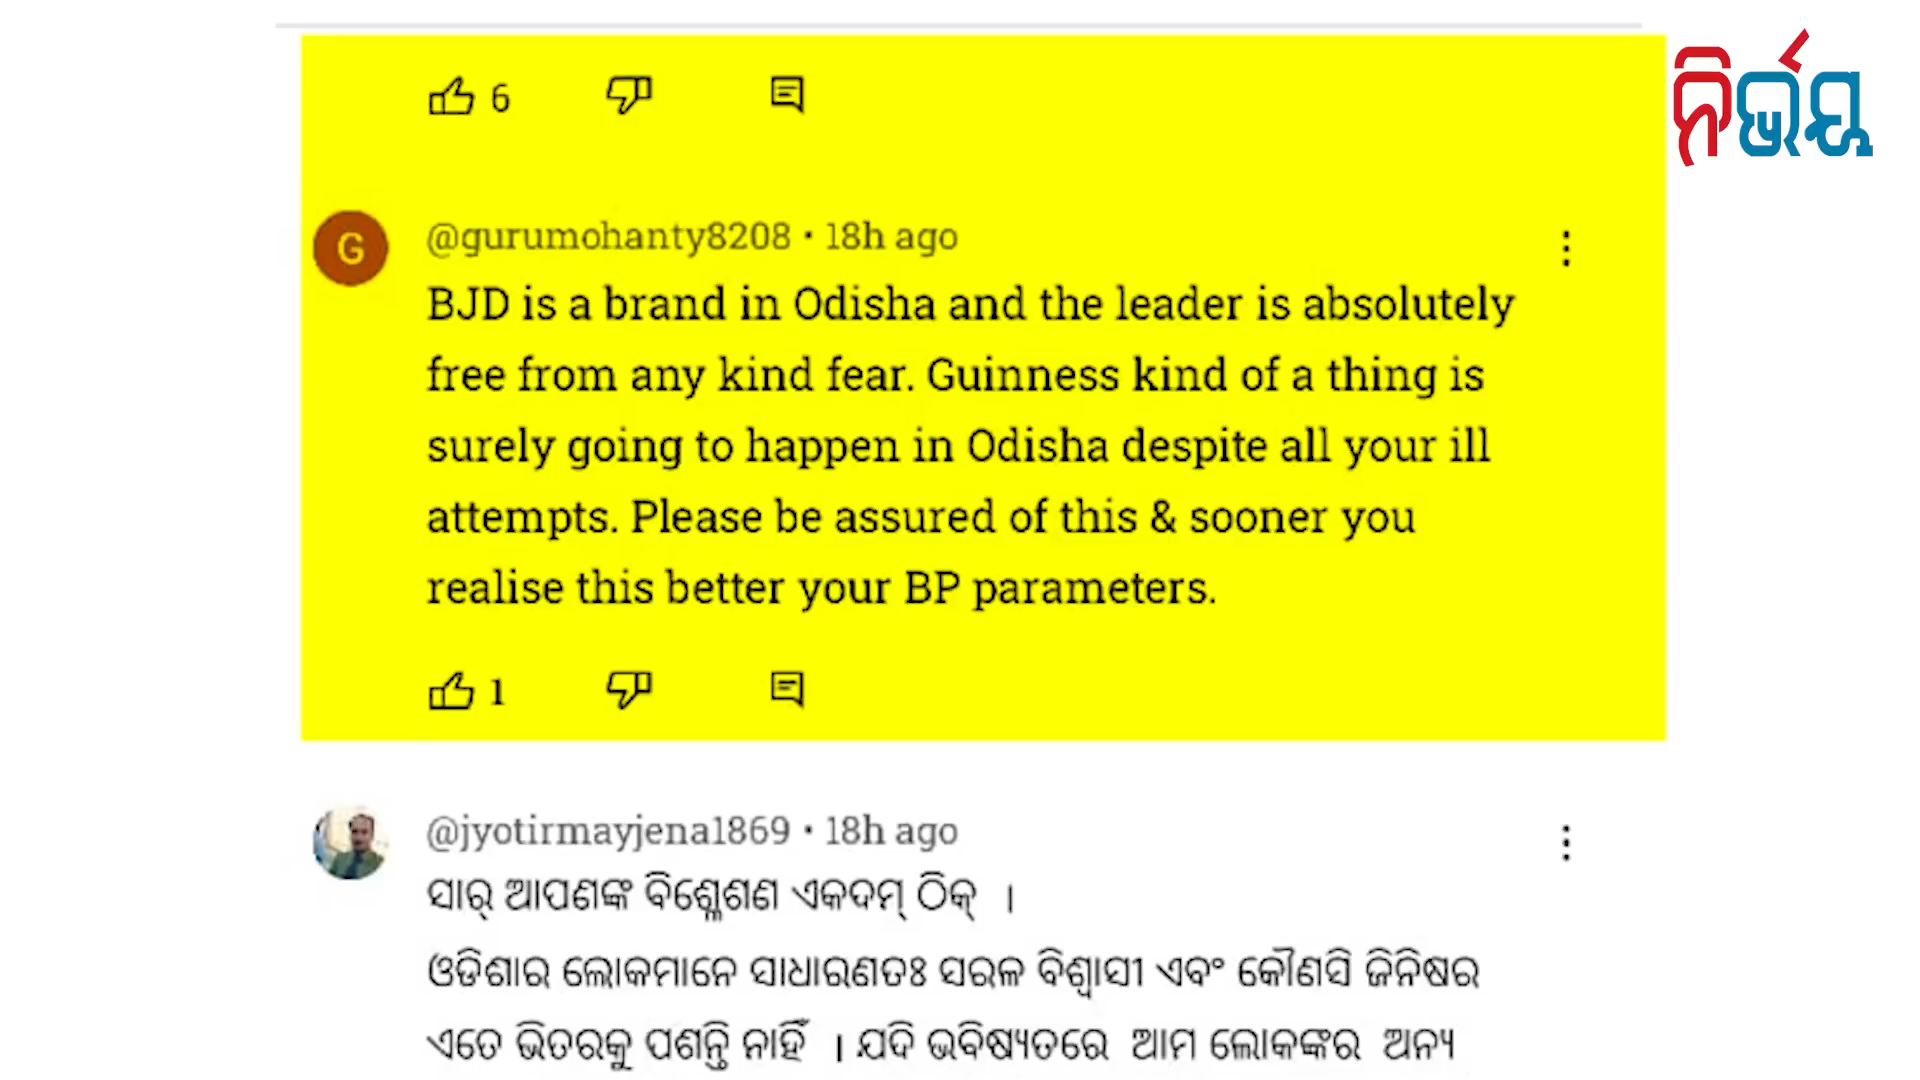 ନିର୍ଭୟ
6
@gurumohanty8208 · 18h ago
BJD is a brand in Odisha and the leader is absolutely
free from any kind fear. Guinness kind of a thing is
surely going to happen in Odisha despite all your ill
attempts. Please be assured of this & sooner you
realise this better your BP parameters.
1
G
@jyotirmayjena1869 · 18h ago
ସାର୍ ଆପଣଙ୍କ ବିଶ୍ଳେଶଣ ଏକଦମ୍ ଠିକ୍ ।
ଓଡିଶାର ଲୋକମାନେ ସାଧାରଣତଃ ସରଳ ବିଶ୍ୱାସୀ ଏବଂ କୌଣସି ଜିନିଷର
ଏତେ ଭିତରକୁ ପଶନ୍ତି ନାହିଁ । ଯଦି ଭବିଷ୍ୟତରେ ଆମ ଲୋକଙ୍କର ଅନ୍ୟ